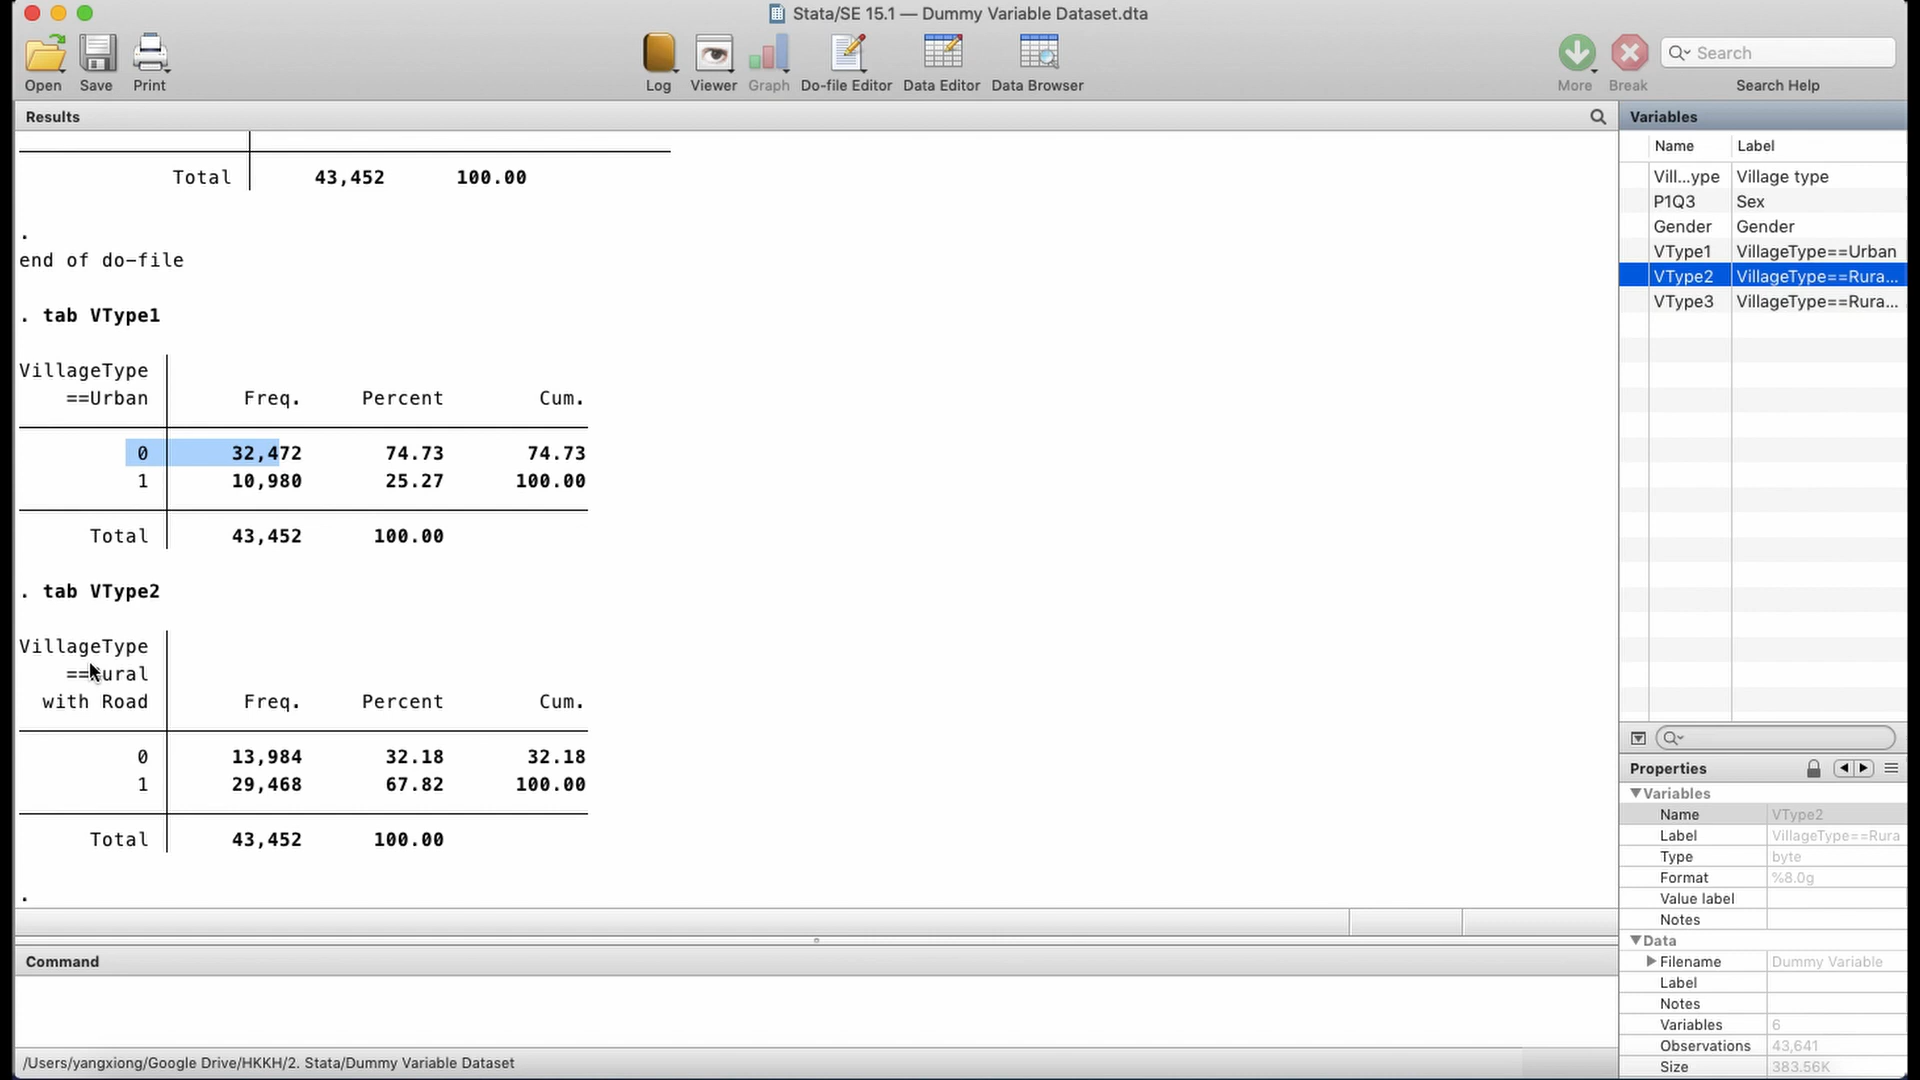 Stata/SE 15.1 — Dummy Variable Dataset.dta
Open Save Print Log Viewer Graph Do-file Editor Data Editor Data Browser More Break Search Help
Search
Results
Total 43,452 100.00
.
end of do-file
. tab VType1
VillageType
==Urban Freq. Percent Cum.
0 32,472 74.73 74.73
1 10,980 25.27 100.00
Total 43,452 100.00
. tab VType2
VillageType
==Rural
with Road Freq. Percent Cum.
0 13,984 32.18 32.18
1 29,468 67.82 100.00
Total 43,452 100.00
.
Command
/Users/yangxiong/Google Drive/HKKH/2. Stata/Dummy Variable Dataset
Variables
Name Label
Vill...ype Village type
P1Q3 Sex
Gender Gender
VType1 VillageType==Urban
VType2 VillageType==Rura...
VType3 VillageType==Rura...
Properties
Variables
Name VType2
Label VillageType==Rura
Type byte
Format %8.0g
Value label
Notes
Data
Filename Dummy Variable
Label
Notes
Variables 6
Observations 43,641
Size 383.56K